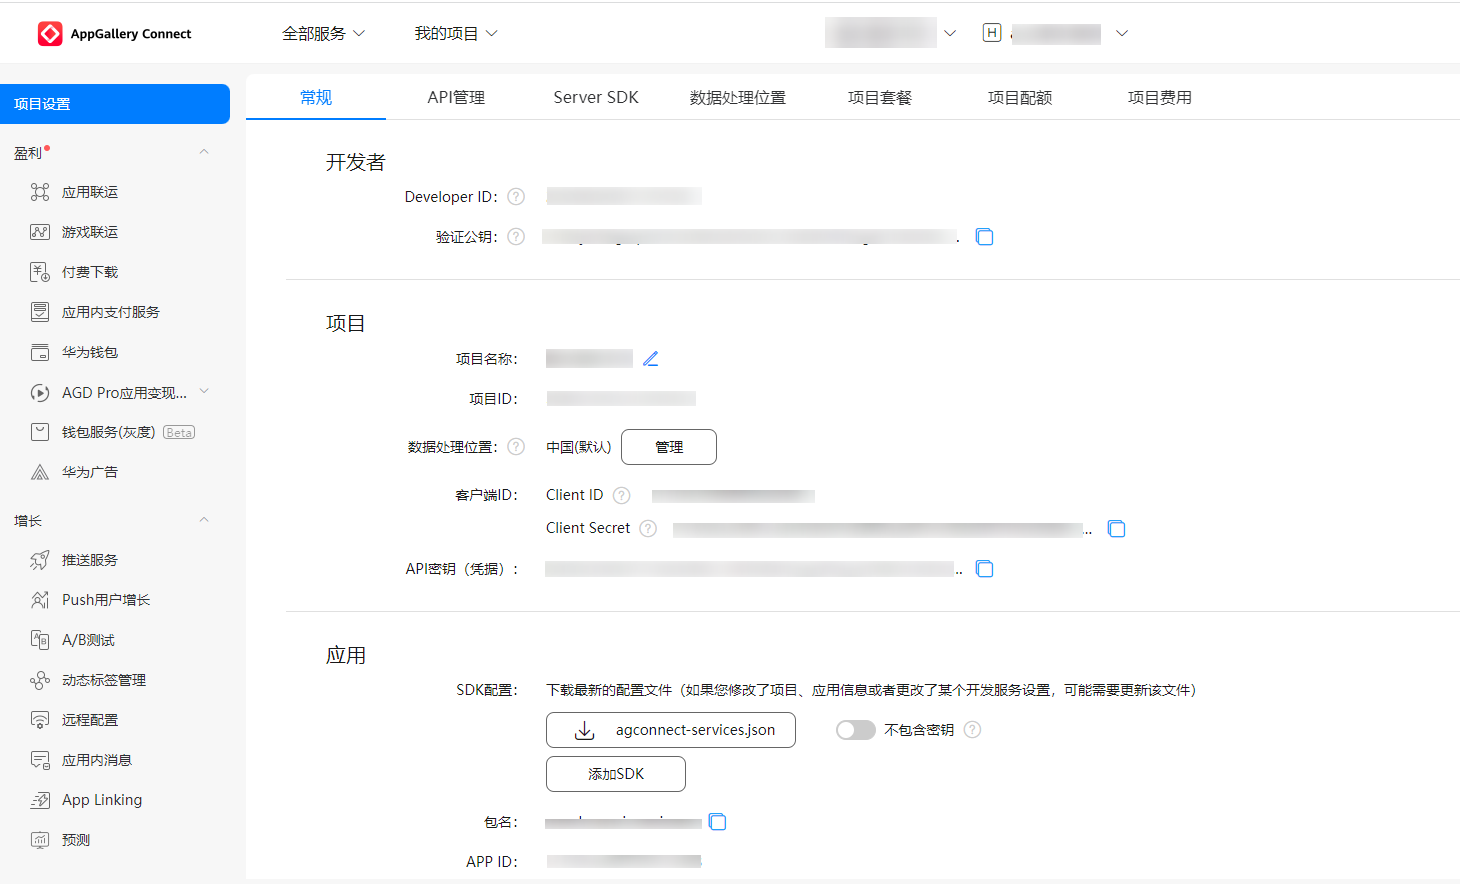 AppGallery Connect
全部服务
我的项目
H
项目设置
盈利
应用联运
游戏联运
付费下载
应用内支付服务
华为钱包
AGD Pro应用变现...
钱包服务(灰度) Beta
华为广告
增长
推送服务
Push用户增长
A/B测试
动态标签管理
远程配置
应用内消息
App Linking
预测
常规
API管理
Server SDK
数据处理位置
项目套餐
项目配额
项目费用
开发者
Developer ID: ?
验证公钥: ?
项目
项目名称:
项目ID:
数据处理位置: ? 中国(默认) 管理
客户端ID: Client ID ?
Client Secret ? ...
API密钥（凭据）: ..
应用
SDK配置: 下载最新的配置文件（如果您修改了项目、应用信息或者更改了某个开发服务设置，可能需要更新该文件）
agconnect-services.json 不包含密钥 ?
添加SDK
包名:
APP ID: